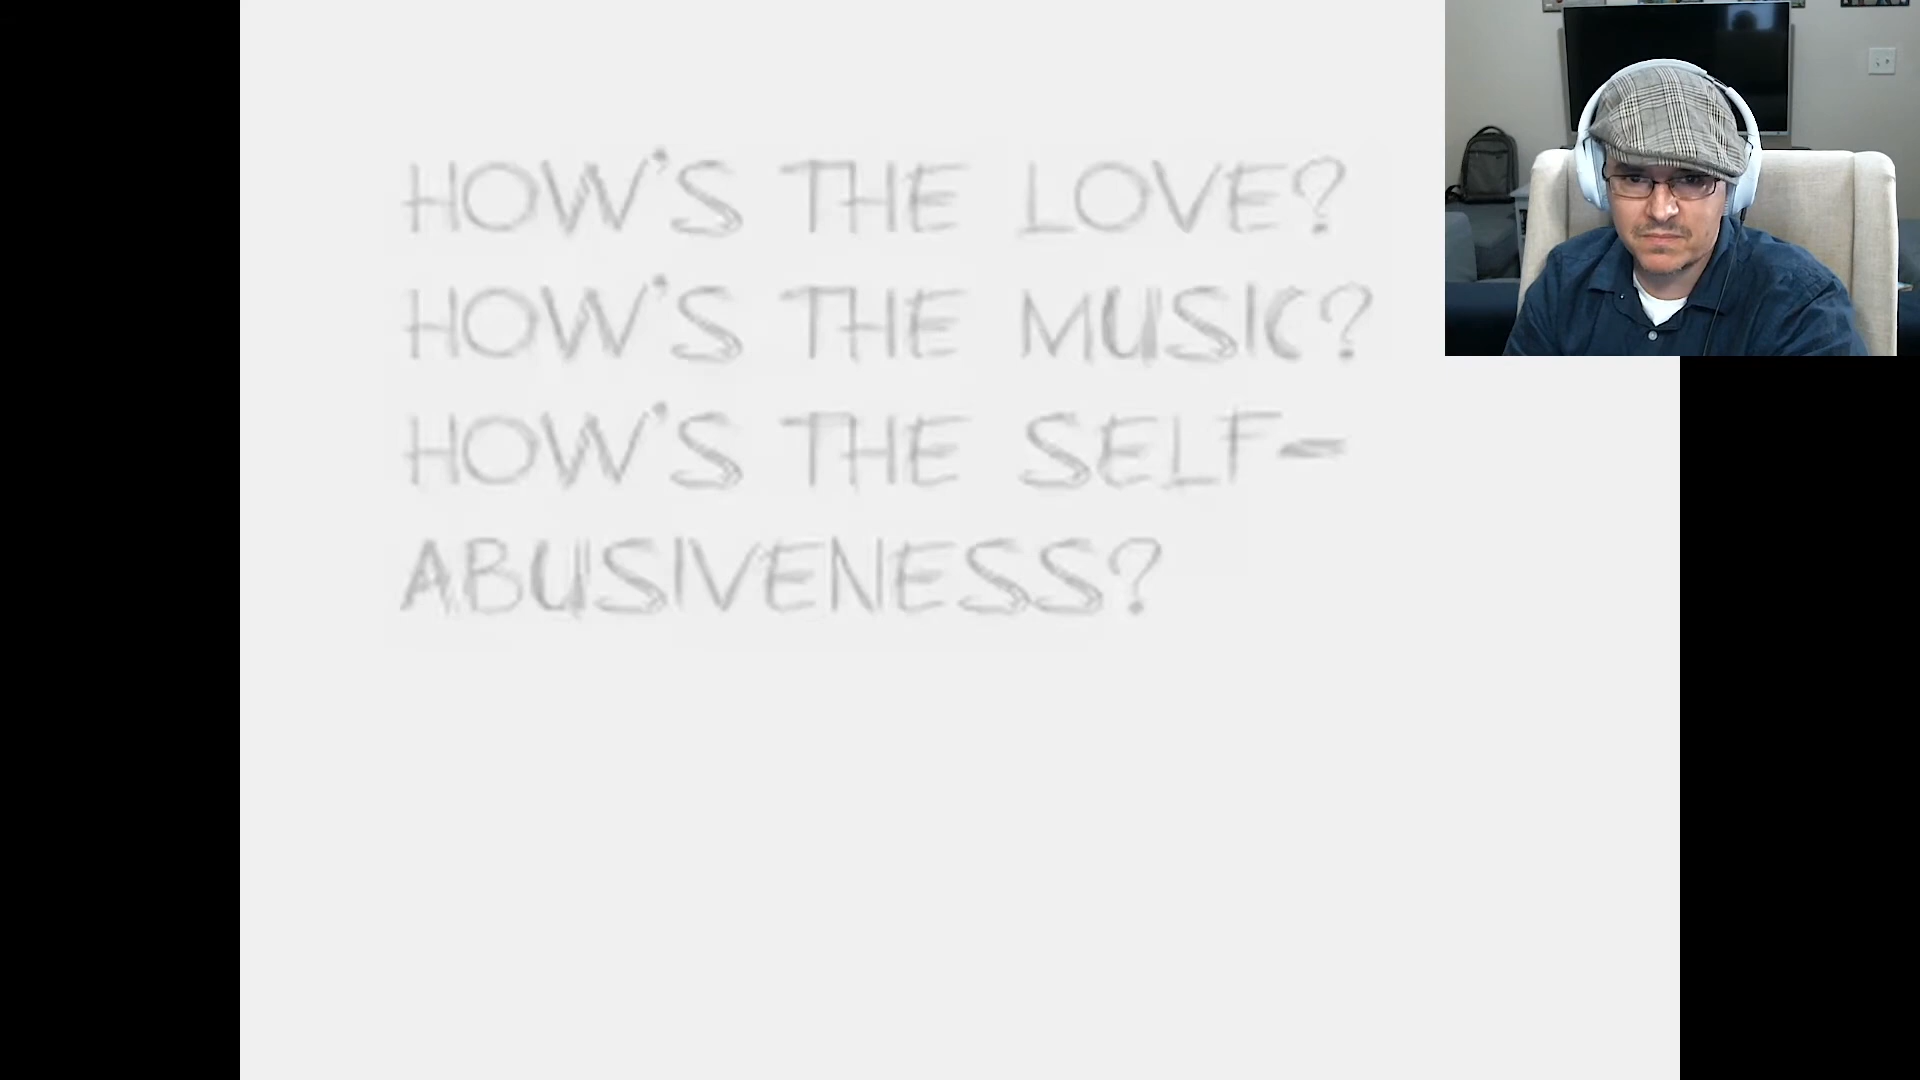 HOW'S THE LOVE?
HOW'S THE MUSIC?
HOW'S THE SELF-
ABUSIVENESS?